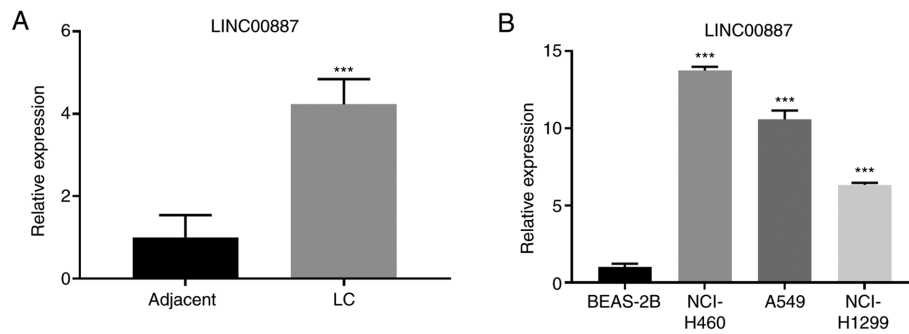 A
LINC00887
Relative expression
6
4
2
0
***
Adjacent
LC
B
LINC00887
Relative expression
15
10
5
0
***
***
***
BEAS-2B
NCI-
H460
A549
NCI-
H1299